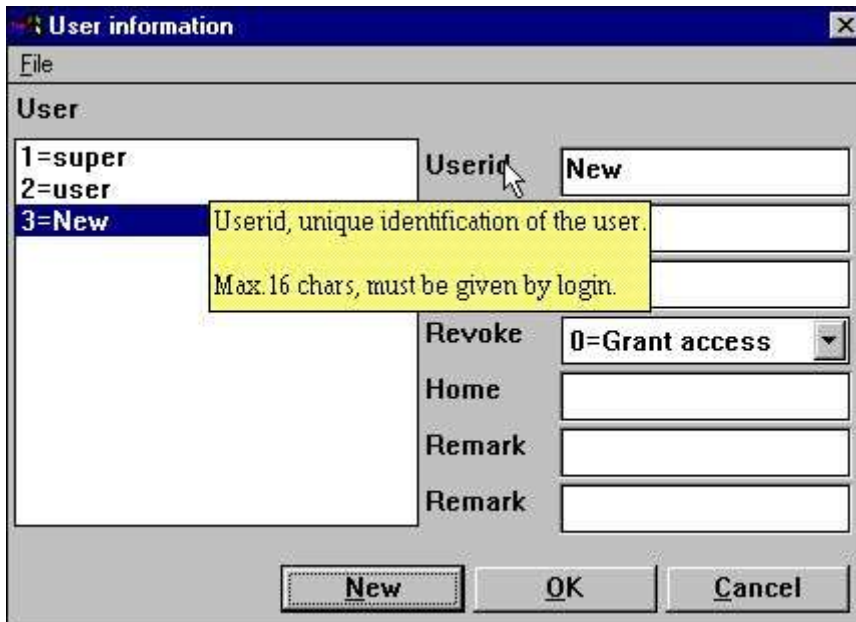 User information
File
User
1=super
2=user
3=New
Userid
New
Userid, unique identification of the user.
Max.16 chars, must be given by login.
Revoke
0=Grant access
Home
Remark
Remark
New
OK
Cancel